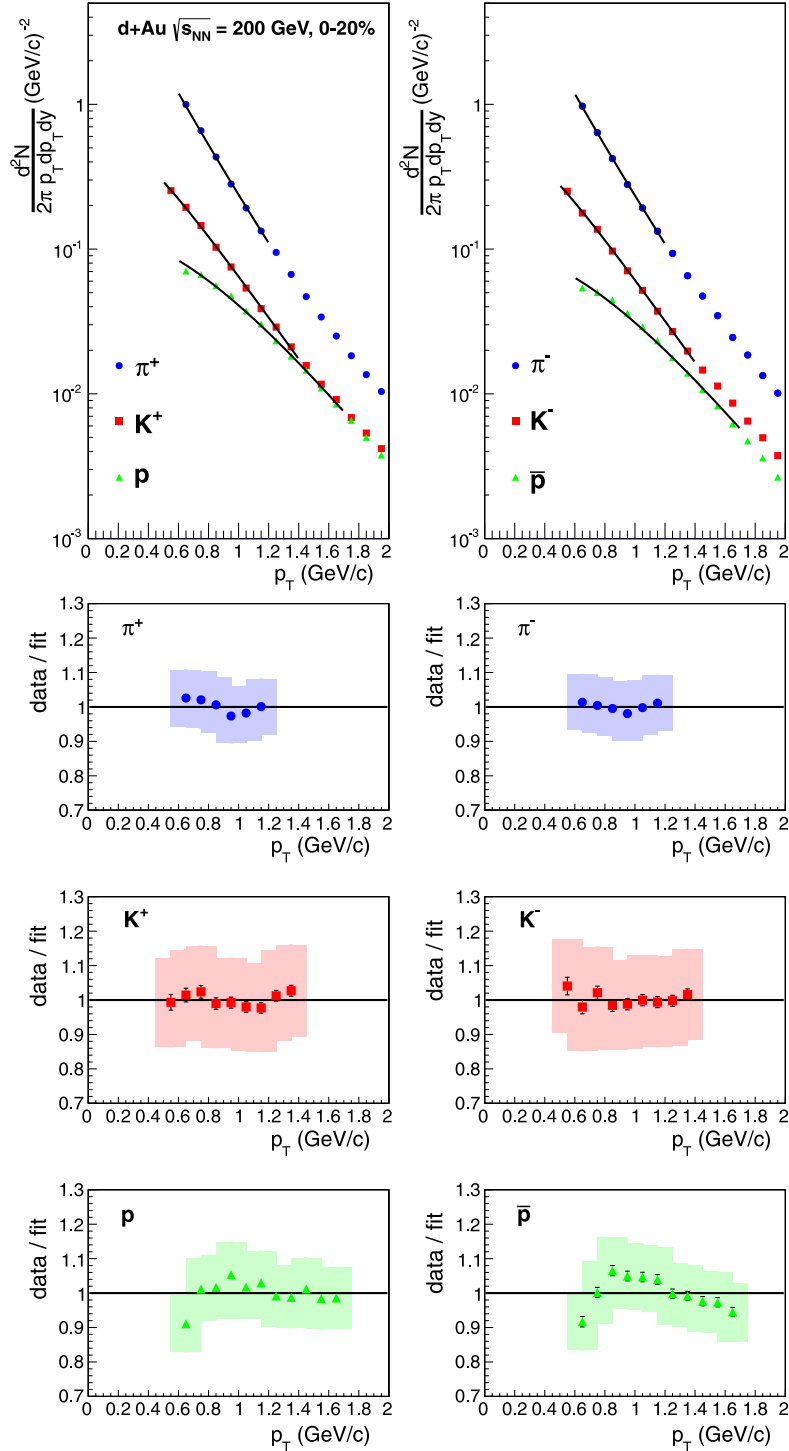 d+Au √s_NN = 200 GeV, 0-20%
d²N / 2π p_T dp_T dy (GeV/c)⁻²
1
10⁻¹
10⁻²
10⁻³
π⁺
K⁺
p
0 0.2 0.4 0.6 0.8 1 1.2 1.4 1.6 1.8 2
p_T (GeV/c)
d²N / 2π p_T dp_T dy (GeV/c)⁻²
1
10⁻¹
10⁻²
10⁻³
π⁻
K⁻
p̅
0 0.2 0.4 0.6 0.8 1 1.2 1.4 1.6 1.8 2
p_T (GeV/c)
π⁺
data / fit
1.3
1.2
1.1
1
0.9
0.8
0.7
0 0.2 0.4 0.6 0.8 1 1.2 1.4 1.6 1.8 2
p_T (GeV/c)
π⁻
data / fit
1.3
1.2
1.1
1
0.9
0.8
0.7
0 0.2 0.4 0.6 0.8 1 1.2 1.4 1.6 1.8 2
p_T (GeV/c)
K⁺
data / fit
1.3
1.2
1.1
1
0.9
0.8
0.7
0 0.2 0.4 0.6 0.8 1 1.2 1.4 1.6 1.8 2
p_T (GeV/c)
K⁻
data / fit
1.3
1.2
1.1
1
0.9
0.8
0.7
0 0.2 0.4 0.6 0.8 1 1.2 1.4 1.6 1.8 2
p_T (GeV/c)
p
data / fit
1.3
1.2
1.1
1
0.9
0.8
0.7
0 0.2 0.4 0.6 0.8 1 1.2 1.4 1.6 1.8 2
p_T (GeV/c)
p̅
data / fit
1.3
1.2
1.1
1
0.9
0.8
0.7
0 0.2 0.4 0.6 0.8 1 1.2 1.4 1.6 1.8 2
p_T (GeV/c)